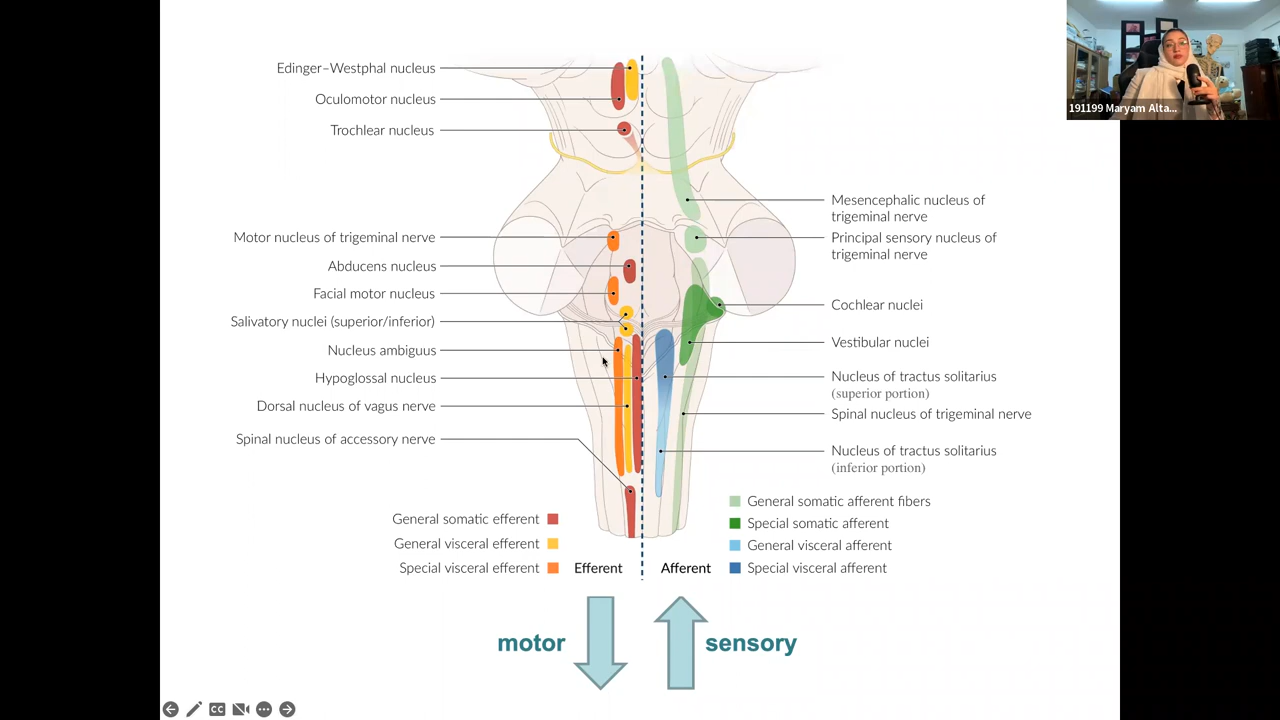 191199 Maryam Alta...
Edinger–Westphal nucleus
Oculomotor nucleus
Trochlear nucleus
Motor nucleus of trigeminal nerve
Abducens nucleus
Facial motor nucleus
Salivatory nuclei (superior/inferior)
Nucleus ambiguus
Hypoglossal nucleus
Dorsal nucleus of vagus nerve
Spinal nucleus of accessory nerve
Mesencephalic nucleus of
trigeminal nerve
Principal sensory nucleus of
trigeminal nerve
Cochlear nuclei
Vestibular nuclei
Nucleus of tractus solitarius
(superior portion)
Spinal nucleus of trigeminal nerve
Nucleus of tractus solitarius
(inferior portion)
General somatic efferent
General visceral efferent
Special visceral efferent
Efferent
Afferent
General somatic afferent fibers
Special somatic afferent
General visceral afferent
Special visceral afferent
motor
sensory
CC